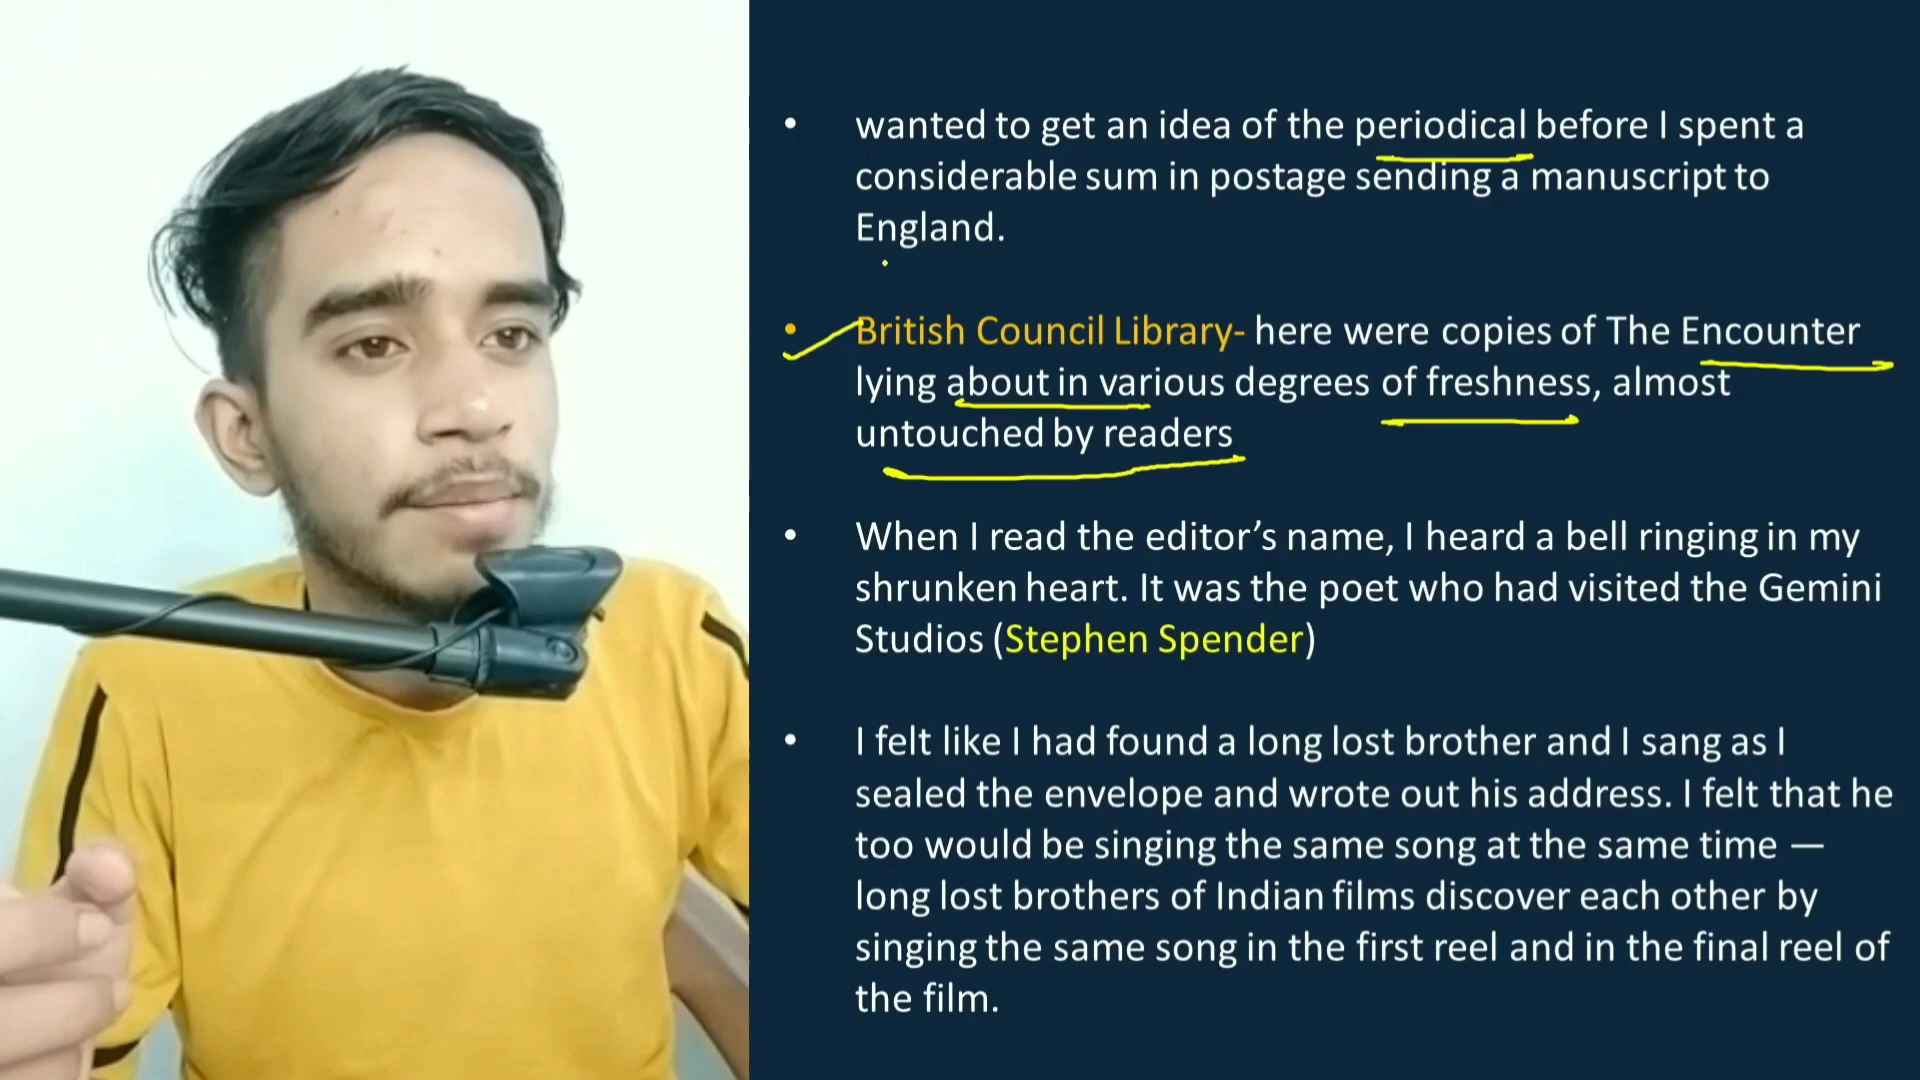 • wanted to get an idea of the periodical before I spent a
considerable sum in postage sending a manuscript to
England.
• British Council Library- here were copies of The Encounter
lying about in various degrees of freshness, almost
untouched by readers
• When I read the editor’s name, I heard a bell ringing in my
shrunken heart. It was the poet who had visited the Gemini
Studios (Stephen Spender)
• I felt like I had found a long lost brother and I sang as I
sealed the envelope and wrote out his address. I felt that he
too would be singing the same song at the same time —
long lost brothers of Indian films discover each other by
singing the same song in the first reel and in the final reel of
the film.